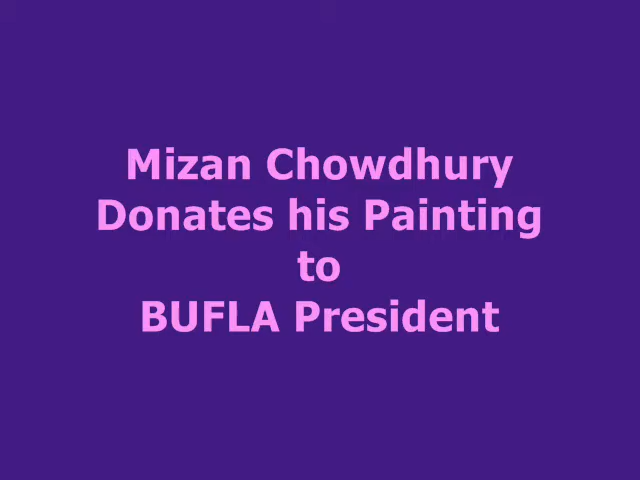 Mizan Chowdhury
Donates his Painting
to
BUFLA President